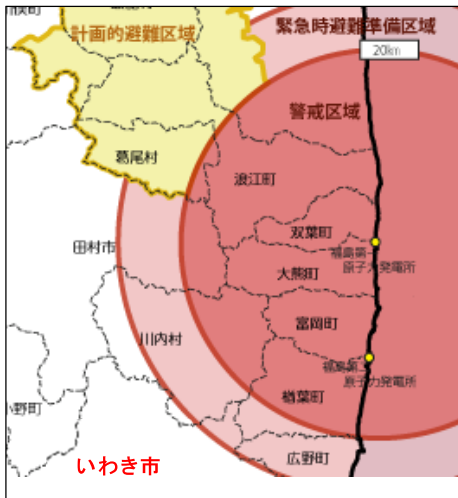 計画的避難区域
緊急時避難準備区域
20km
警戒区域
葛尾村
浪江町
双葉町
田村市
福島第一
原子力発電所
大熊町
川内村
富岡町
福島第二
原子力発電所
楢葉町
小野町
いわき市
広野町